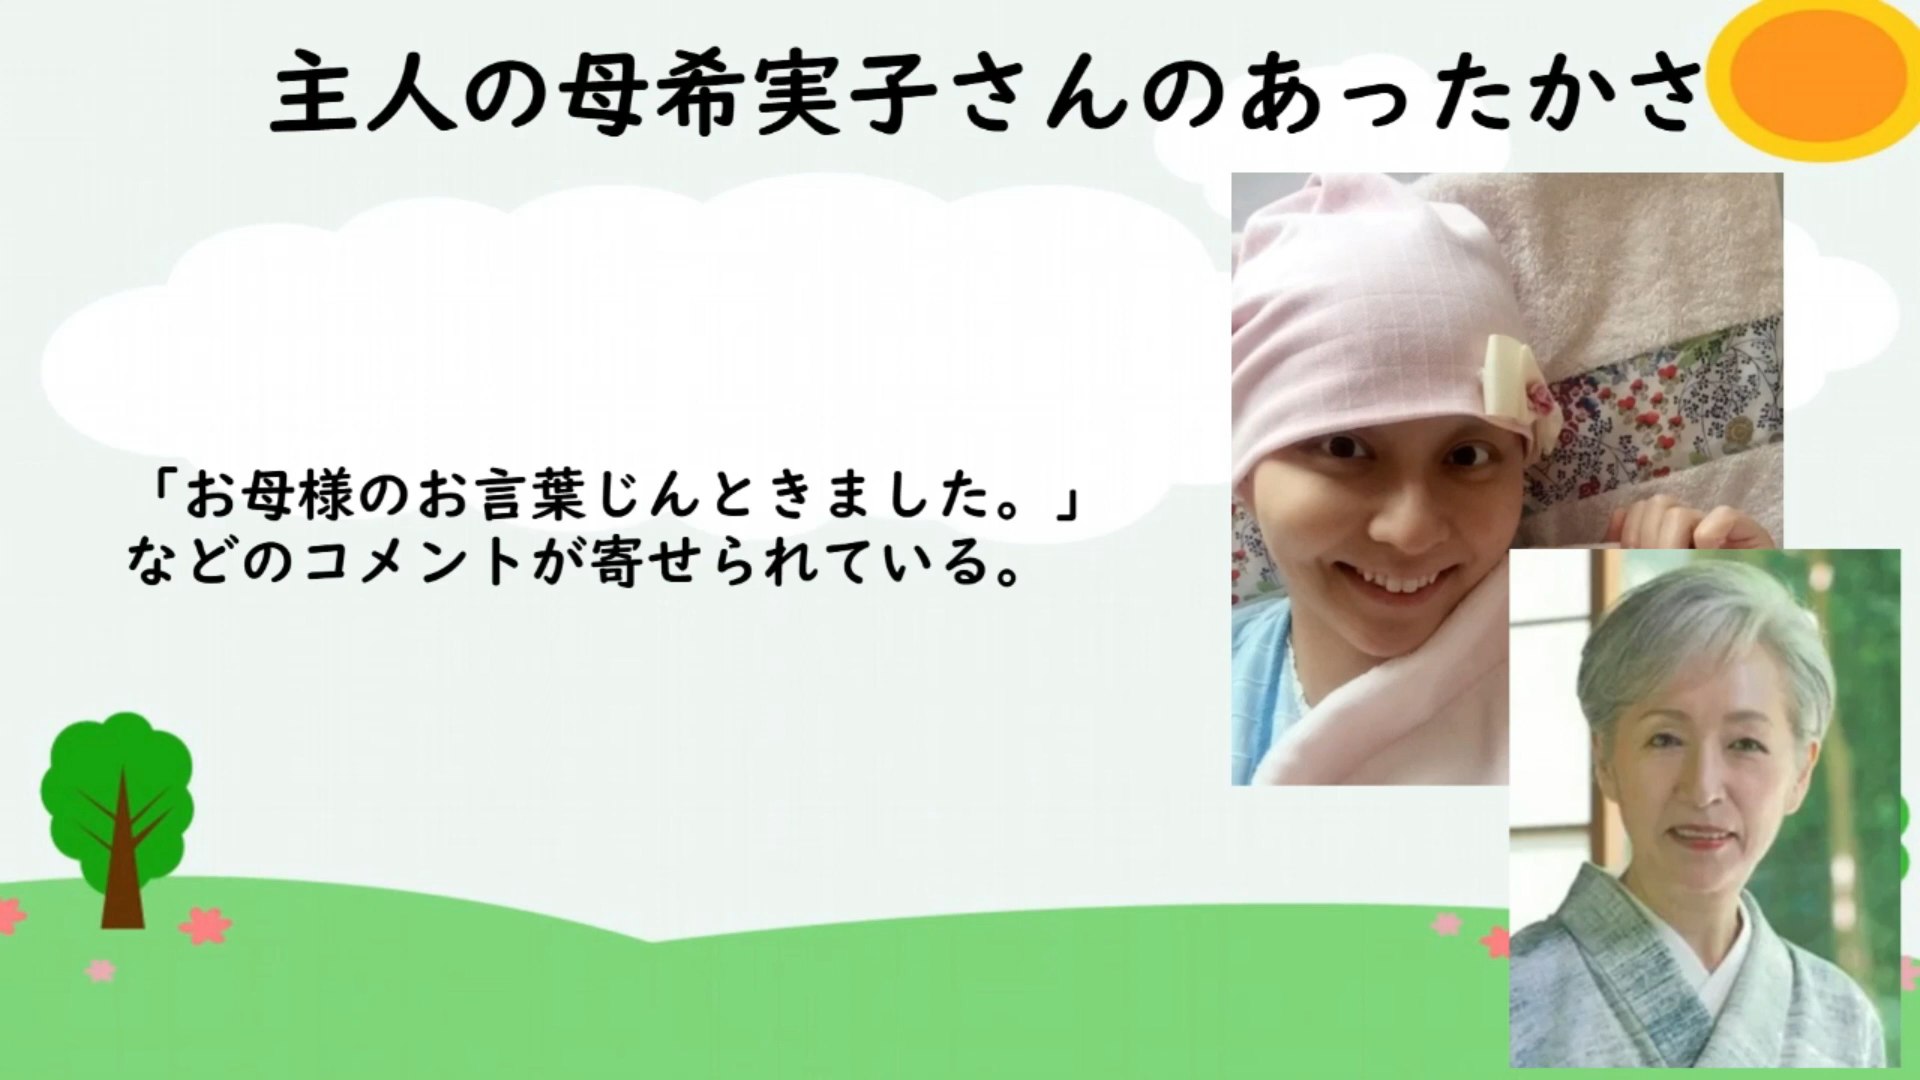 主人の母希実子さんのあったかさ
「お母様のお言葉じんときました。」
などのコメントが寄せられている。